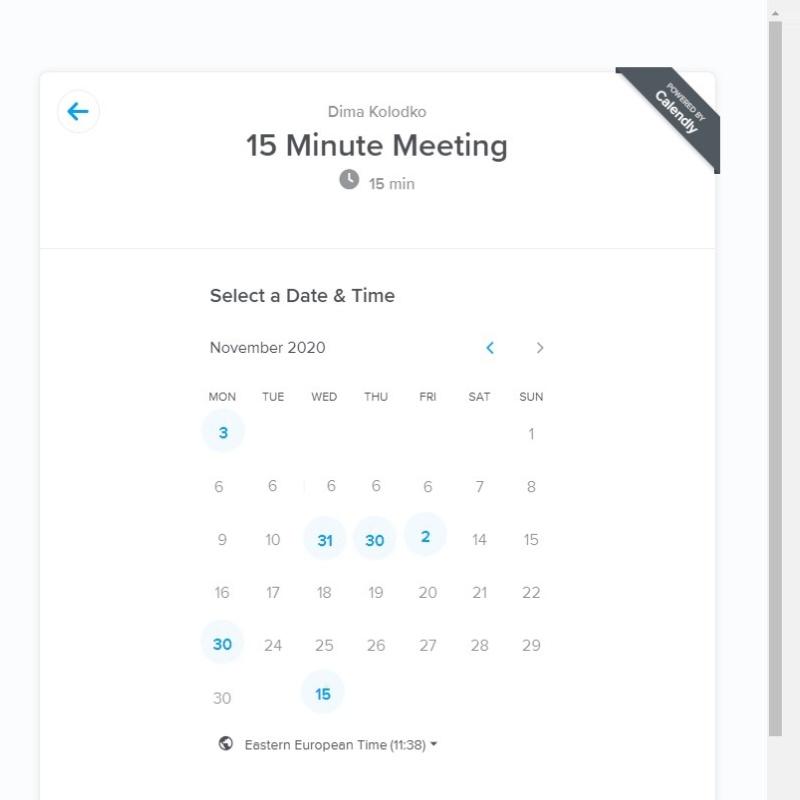 POWERED BY
Calendly
Dima Kolodko
15 Minute Meeting
15 min
Select a Date & Time
November 2020
MON TUE WED THU FRI SAT SUN
3 1
6 6 6 6 6 7 8
9 10 31 30 2 14 15
16 17 18 19 20 21 22
30 24 25 26 27 28 29
30 15
Eastern European Time (11:38)